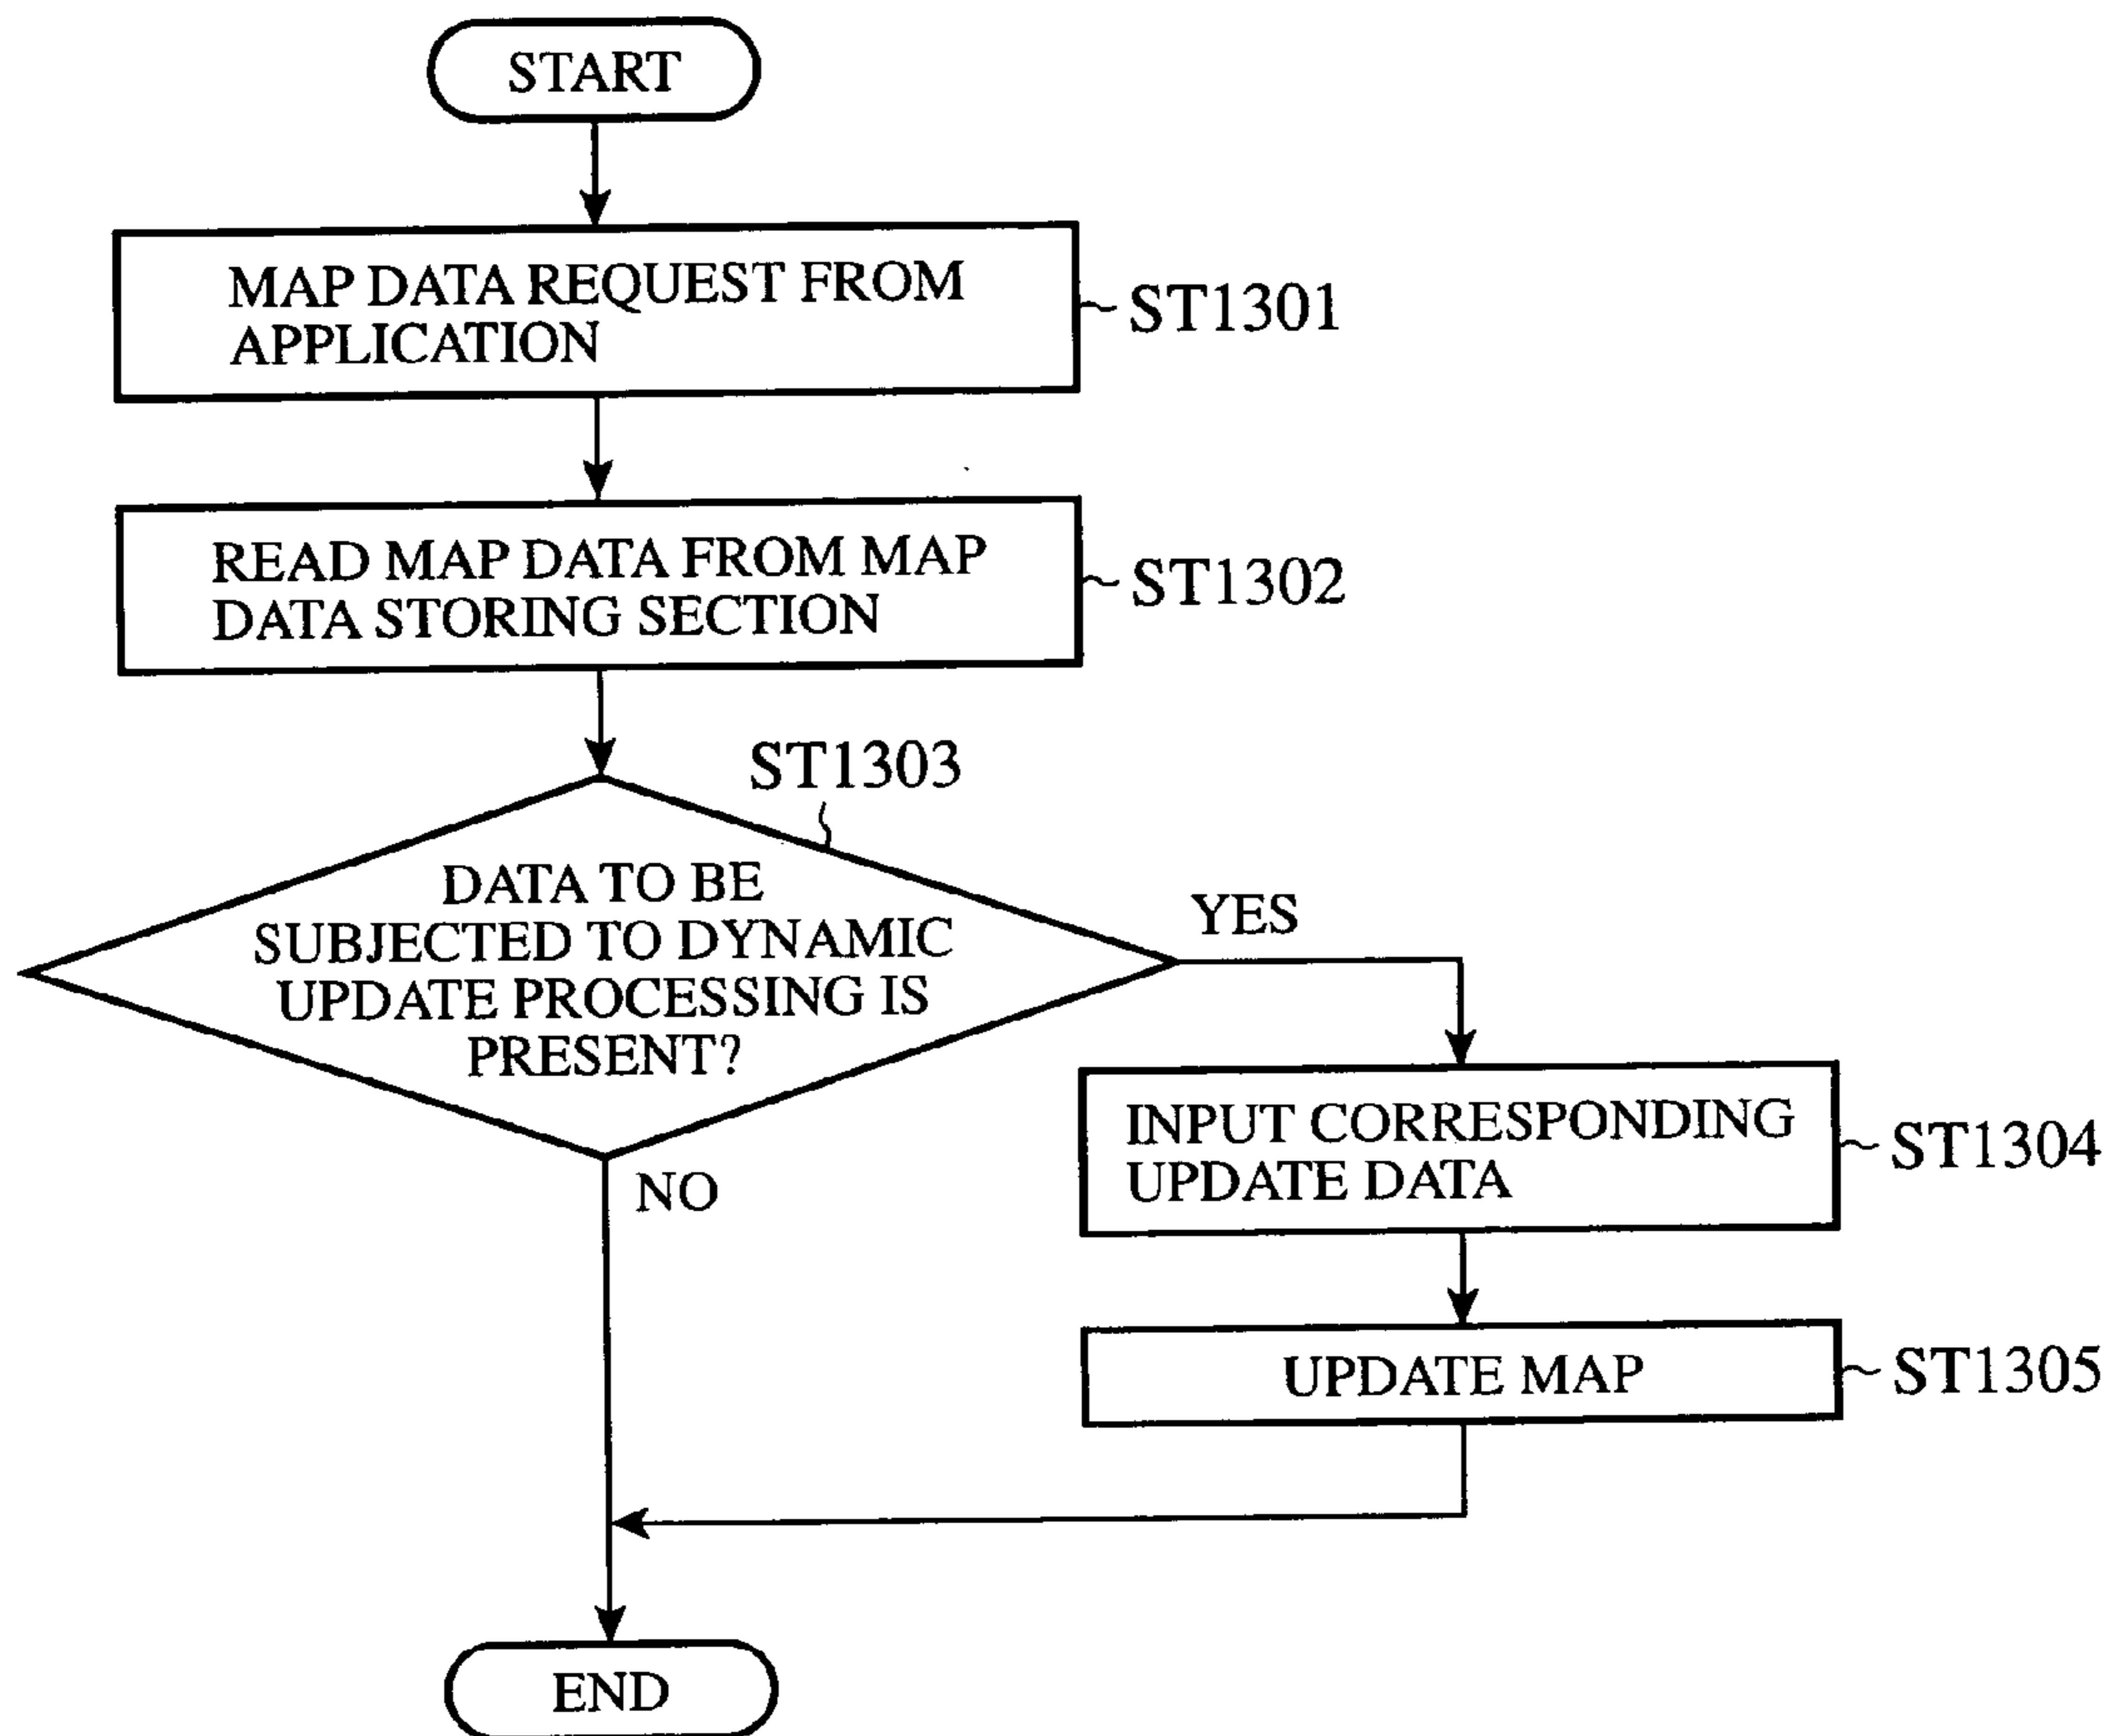 START
MAP DATA REQUEST FROM
APPLICATION
ST1301
READ MAP DATA FROM MAP
DATA STORING SECTION
ST1302
ST1303
DATA TO BE
SUBJECTED TO DYNAMIC
UPDATE PROCESSING IS
PRESENT?
YES
NO
INPUT CORRESPONDING
UPDATE DATA
ST1304
UPDATE MAP
ST1305
END